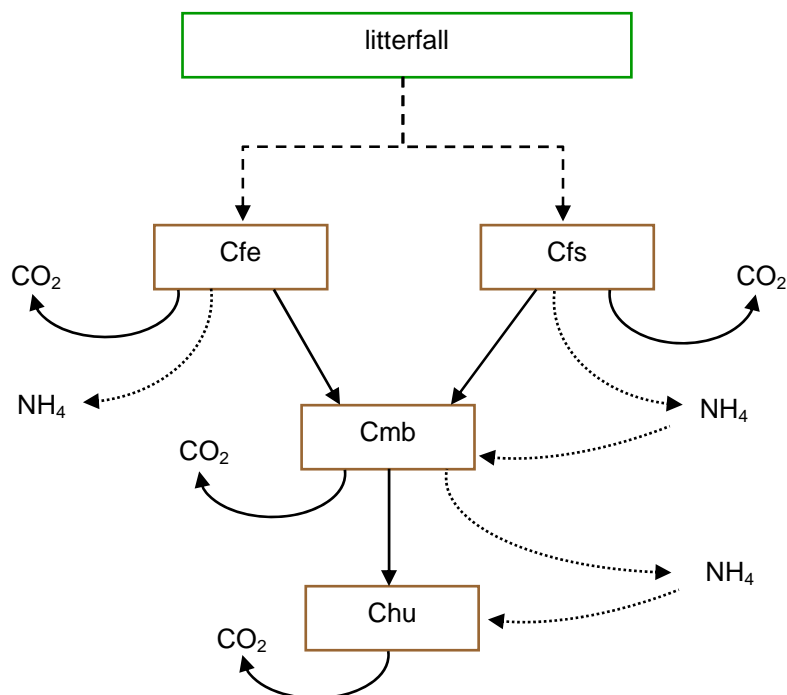 litterfall
Cfe
Cfs
CO₂
CO₂
NH₄
NH₄
Cmb
CO₂
NH₄
Chu
CO₂